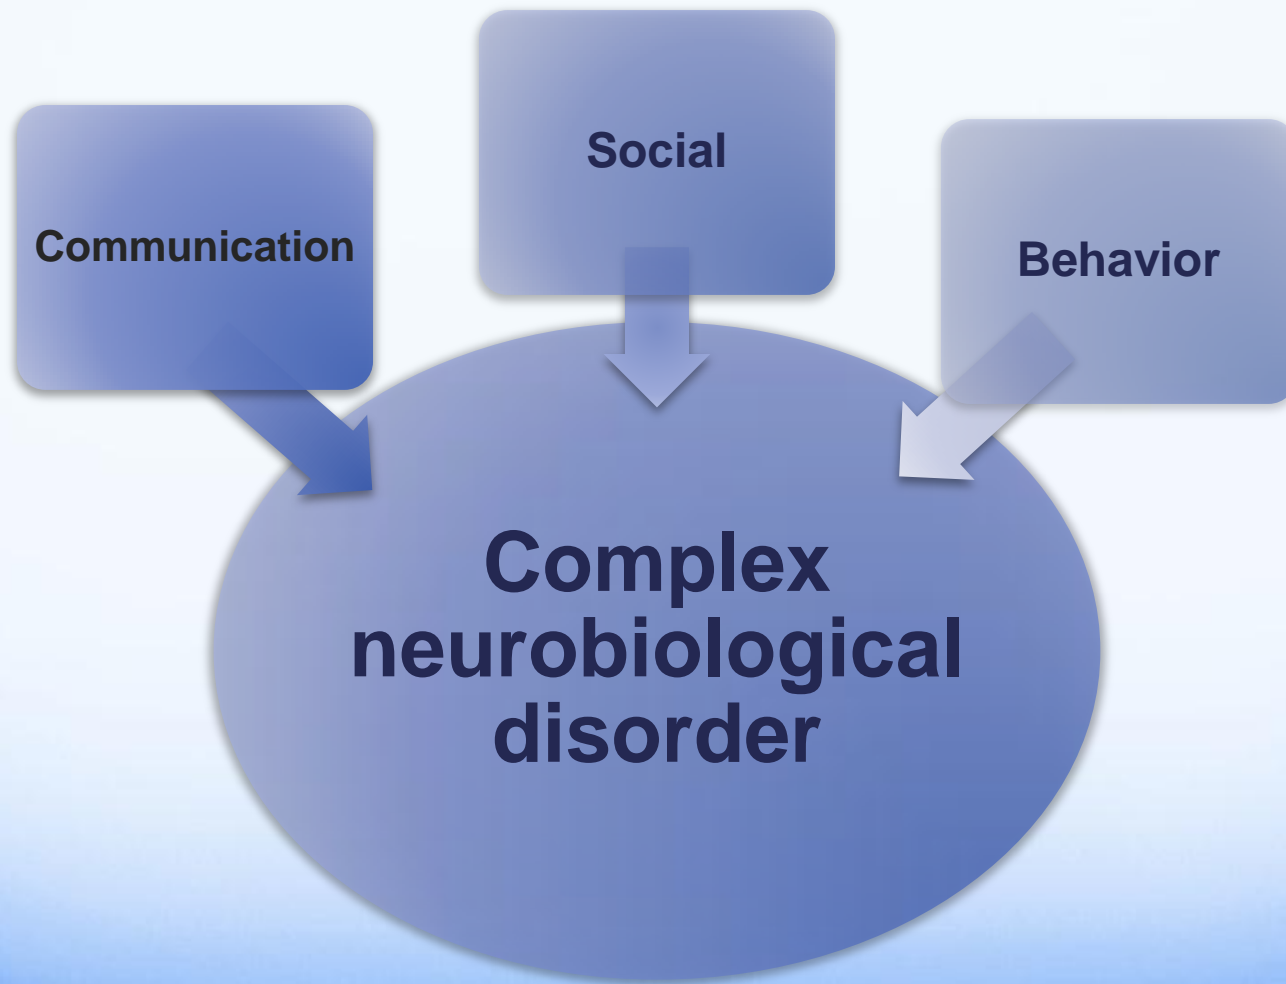 Communication
Social
Behavior
Complex
neurobiological
disorder